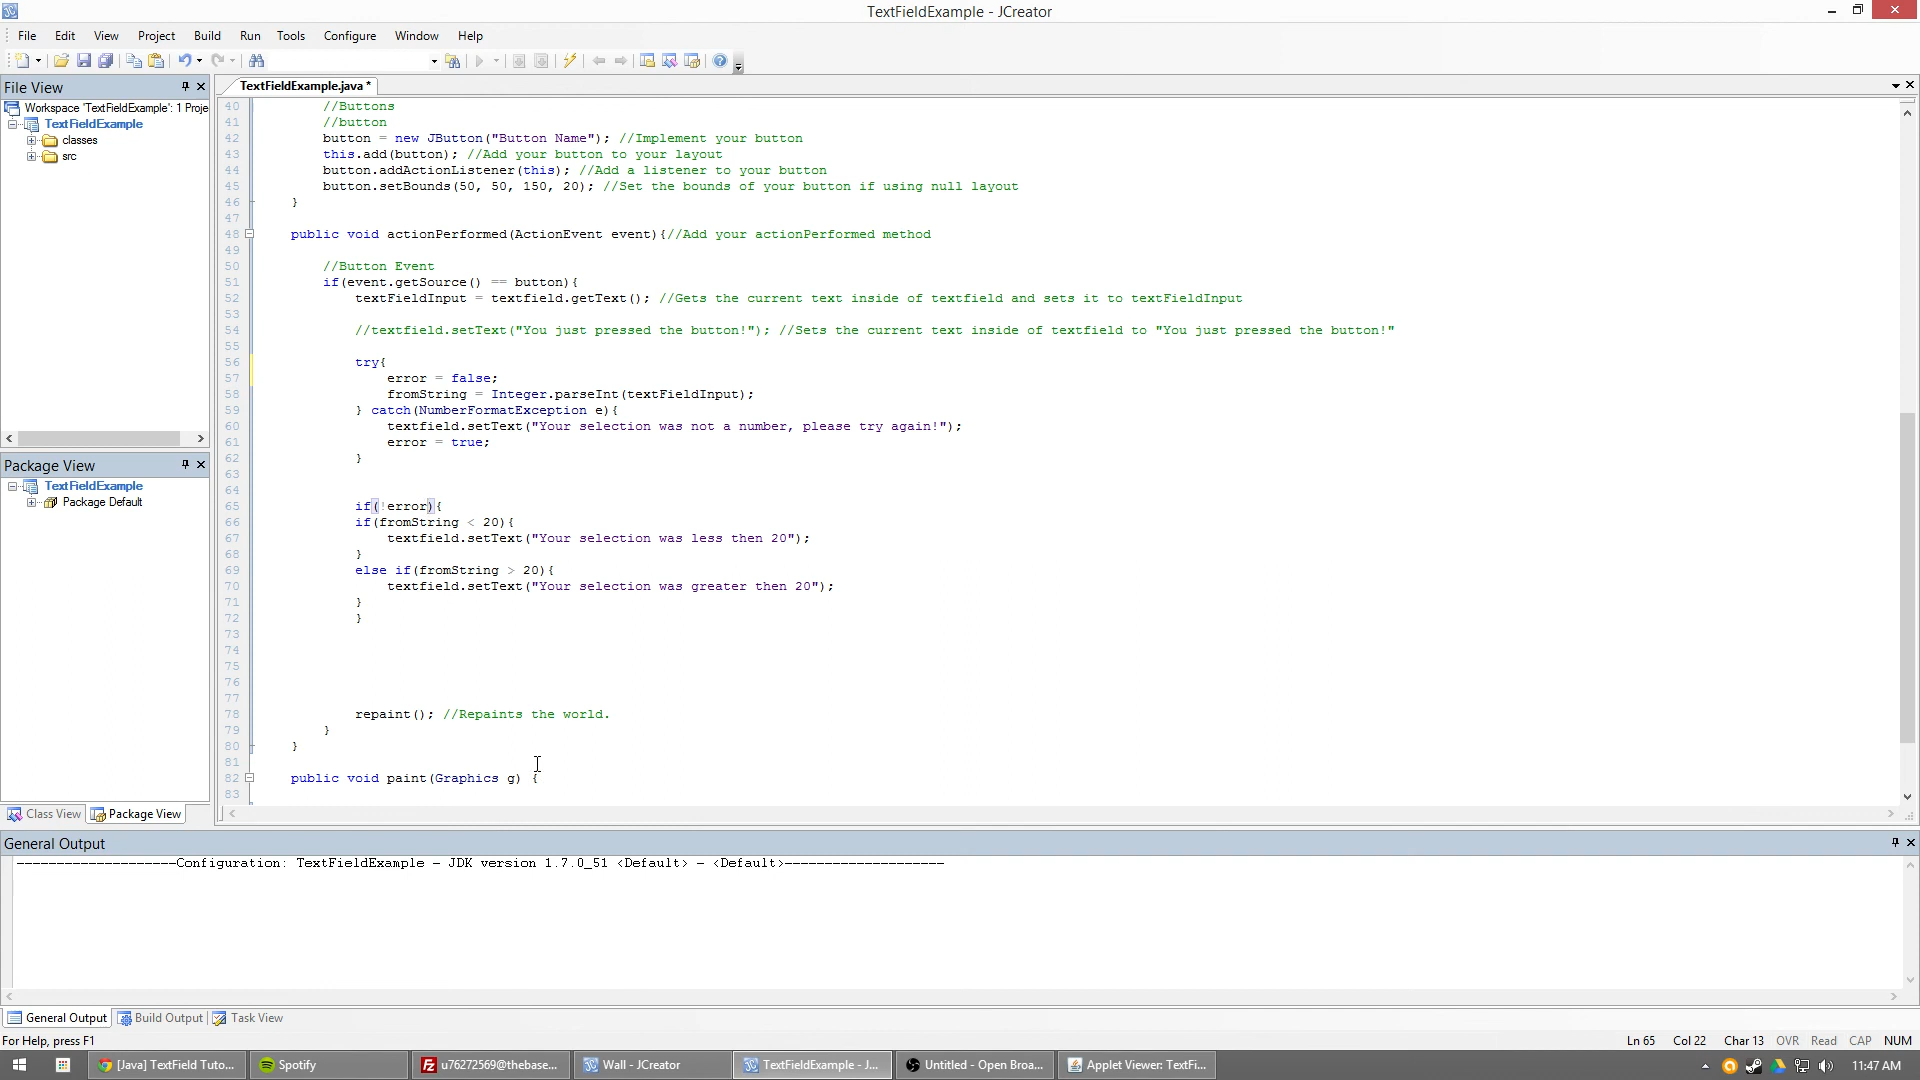 TextFieldExample - JCreator
File Edit View Project Build Run Tools Configure Window Help
File View
Workspace 'TextFieldExample': 1 Proje
TextFieldExample
classes
src
Package View
TextFieldExample
Package Default
Class View Package View
TextFieldExample.java *
40 //Buttons
41 //button
42 button = new JButton("Button Name"); //Implement your button
43 this.add(button); //Add your button to your layout
44 button.addActionListener(this); //Add a listener to your button
45 button.setBounds(50, 50, 150, 20); //Set the bounds of your button if using null layout
46 }
47
48 public void actionPerformed(ActionEvent event){//Add your actionPerformed method
49
50 //Button Event
51 if(event.getSource() == button){
52 textFieldInput = textfield.getText(); //Gets the current text inside of textfield and sets it to textFieldInput
53
54 //textfield.setText("You just pressed the button!"); //Sets the current text inside of textfield to "You just pressed the button!"
55
56 try{
57 error = false;
58 fromString = Integer.parseInt(textFieldInput);
59 } catch(NumberFormatException e){
60 textfield.setText("Your selection was not a number, please try again!");
61 error = true;
62 }
63
64
65 if(!error){
66 if(fromString < 20){
67 textfield.setText("Your selection was less then 20");
68 }
69 else if(fromString > 20){
70 textfield.setText("Your selection was greater then 20");
71 }
72 }
73
74
75
76
77
78 repaint(); //Repaints the world.
79 }
80 }
81
82 public void paint(Graphics g) {
83
General Output
--------------------Configuration: TextFieldExample - JDK version 1.7.0_51 <Default> - <Default>--------------------
General Output Build Output Task View
For Help, press F1
Ln 65 Col 22 Char 13 OVR Read CAP NUM
[Java] TextField Tuto... Spotify u76272569@thebase... Wall - JCreator TextFieldExample - J... Untitled - Open Broa... Applet Viewer: TextFi... 11:47 AM